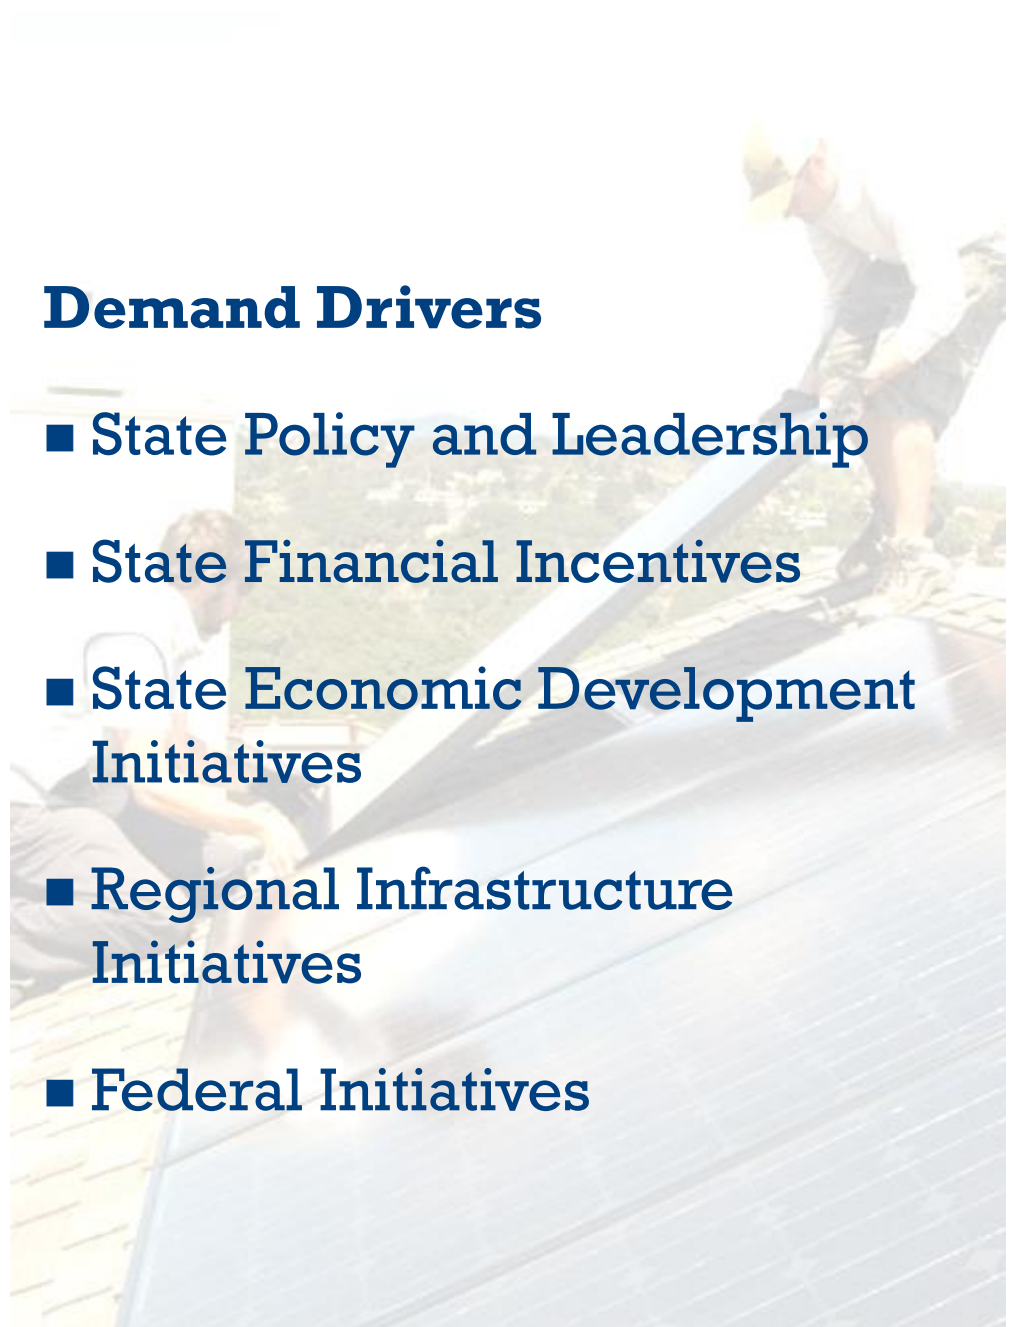 Demand Drivers
■ State Policy and Leadership
■ State Financial Incentives
■ State Economic Development
Initiatives
■ Regional Infrastructure
Initiatives
■ Federal Initiatives